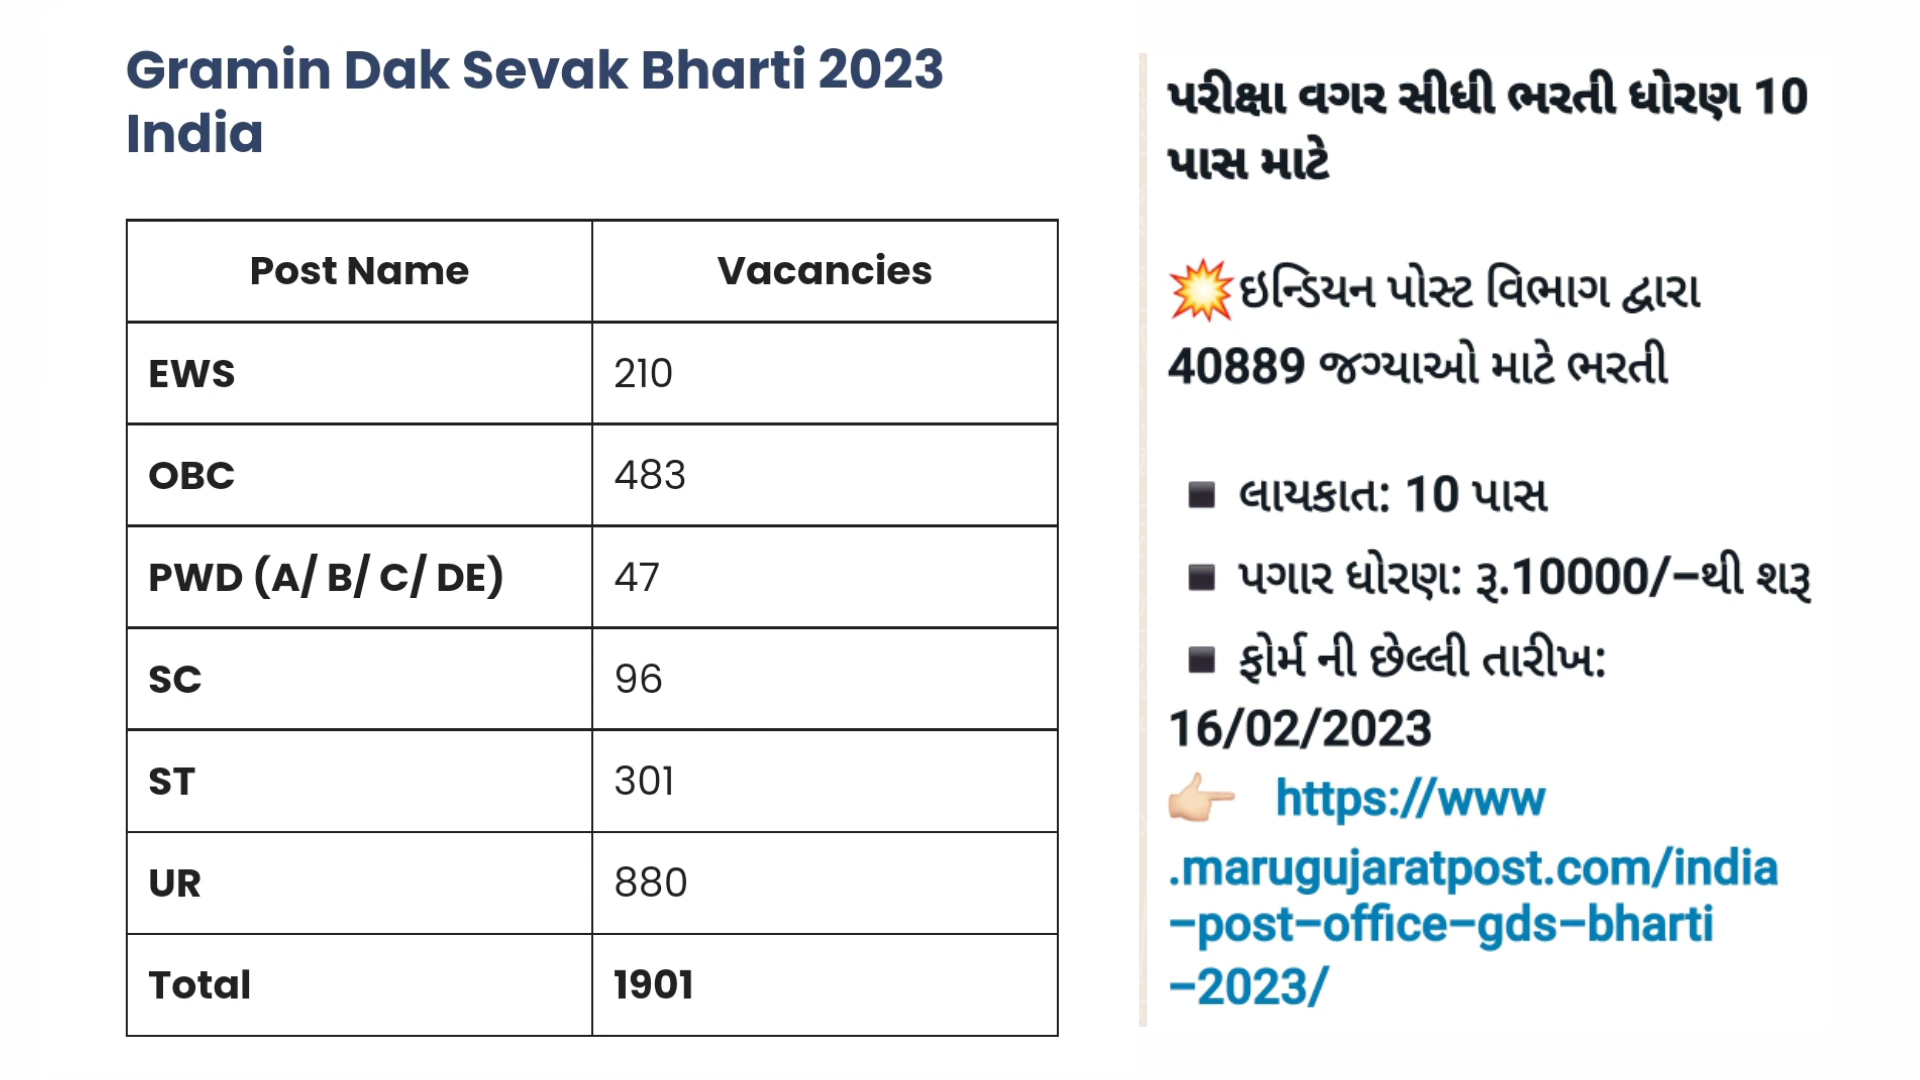 Gramin Dak Sevak Bharti 2023
India
Post Name Vacancies
EWS 210
OBC 483
PWD (A/ B/ C/ DE) 47
SC 96
ST 301
UR 880
Total 1901
પરીક્ષા વગર સીધી ભરતી ધોરણ 10
પાસ માટે
💥ઇન્ડિયન પોસ્ટ વિભાગ દ્વારા
40889 જગ્યાઓ માટે ભરતી
▪️ લાયકાત: 10 પાસ
▪️ પગાર ધોરણ: રૂ.10000/–થી શરૂ
▪️ ફોર્મ ની છેલ્લી તારીખ:
16/02/2023
👉🏻 https://www
.marugujaratpost.com/india
–post–office–gds–bharti
–2023/